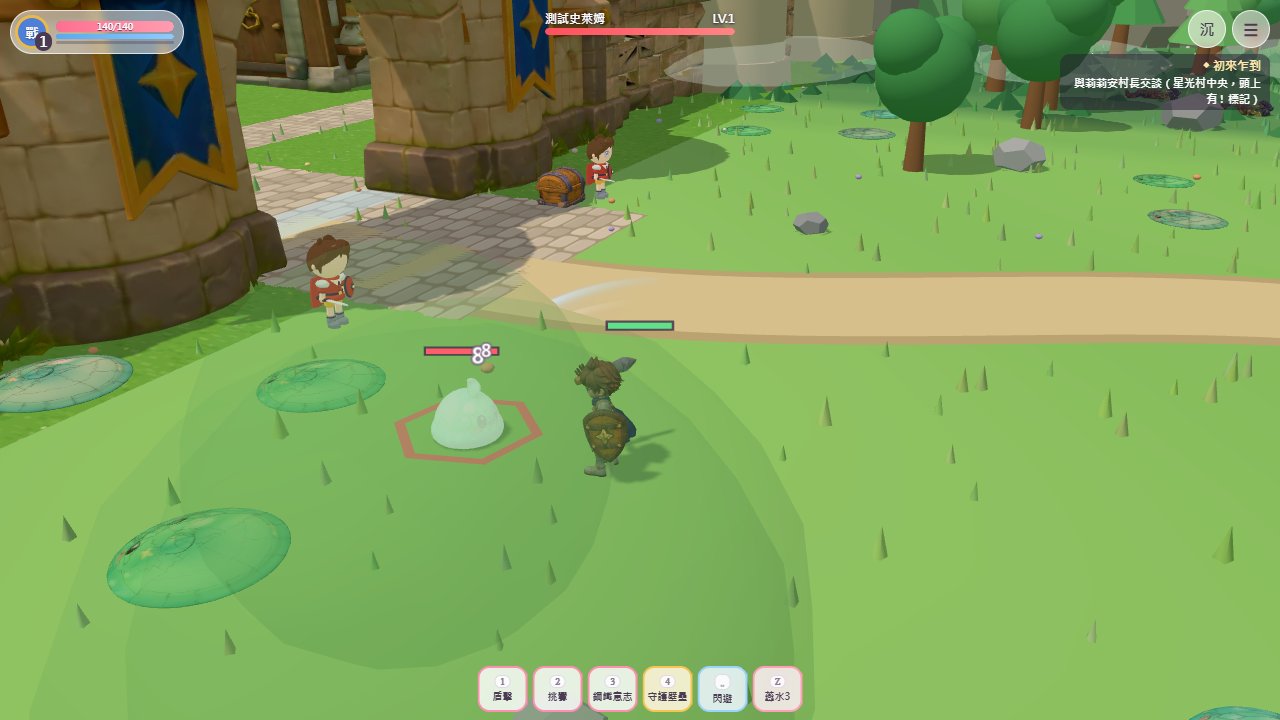 戰
1
140/140
測試史萊姆 LV.1
沉
初來乍到
與莉莉安村長交談（星光村中央，頭上
有！標記）
88
1
盾擊
2
挑釁
3
鋼鐵意志
4
守護壁壘
閃避
Z
藥水3